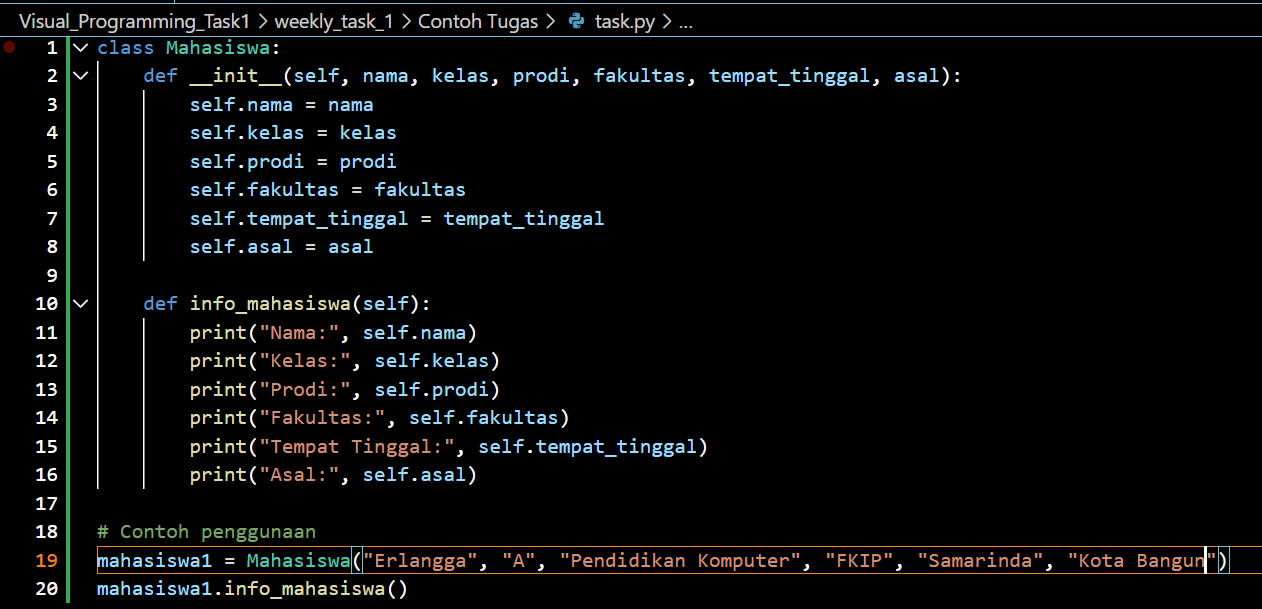 Visual_Programming_Task1 > weekly_task_1 > Contoh Tugas > task.py > ...
1 class Mahasiswa:
2     def __init__(self, nama, kelas, prodi, fakultas, tempat_tinggal, asal):
3         self.nama = nama
4         self.kelas = kelas
5         self.prodi = prodi
6         self.fakultas = fakultas
7         self.tempat_tinggal = tempat_tinggal
8         self.asal = asal
9
10     def info_mahasiswa(self):
11         print("Nama:", self.nama)
12         print("Kelas:", self.kelas)
13         print("Prodi:", self.prodi)
14         print("Fakultas:", self.fakultas)
15         print("Tempat Tinggal:", self.tempat_tinggal)
16         print("Asal:", self.asal)
17
18 # Contoh penggunaan
19 mahasiswa1 = Mahasiswa("Erlangga", "A", "Pendidikan Komputer", "FKIP", "Samarinda", "Kota Bangun")
20 mahasiswa1.info_mahasiswa()